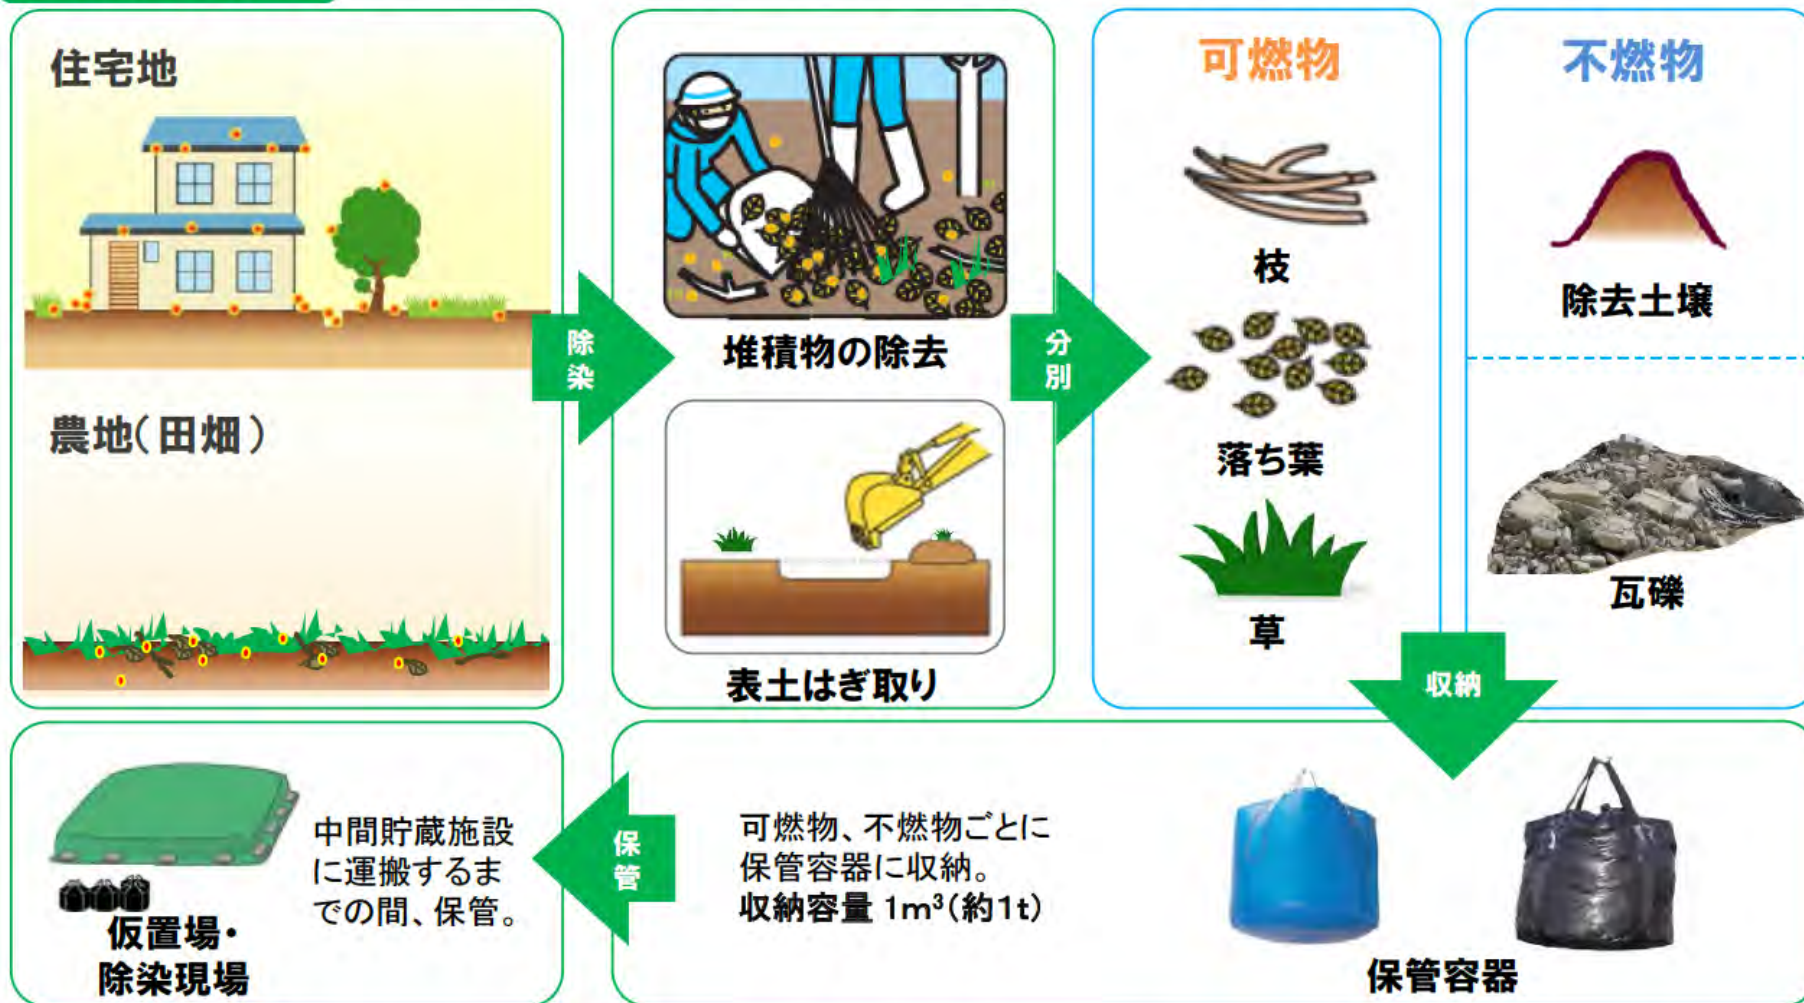 住宅地
農地(田畑)
除
染
堆積物の除去
表土はぎ取り
分
別
可燃物
枝
落ち葉
草
不燃物
除去土壌
瓦礫
収納
可燃物、不燃物ごとに
保管容器に収納。
収納容量 1m³(約1t)
保管容器
保
管
中間貯蔵施設
に運搬するま
での間、保管。
仮置場・
除染現場